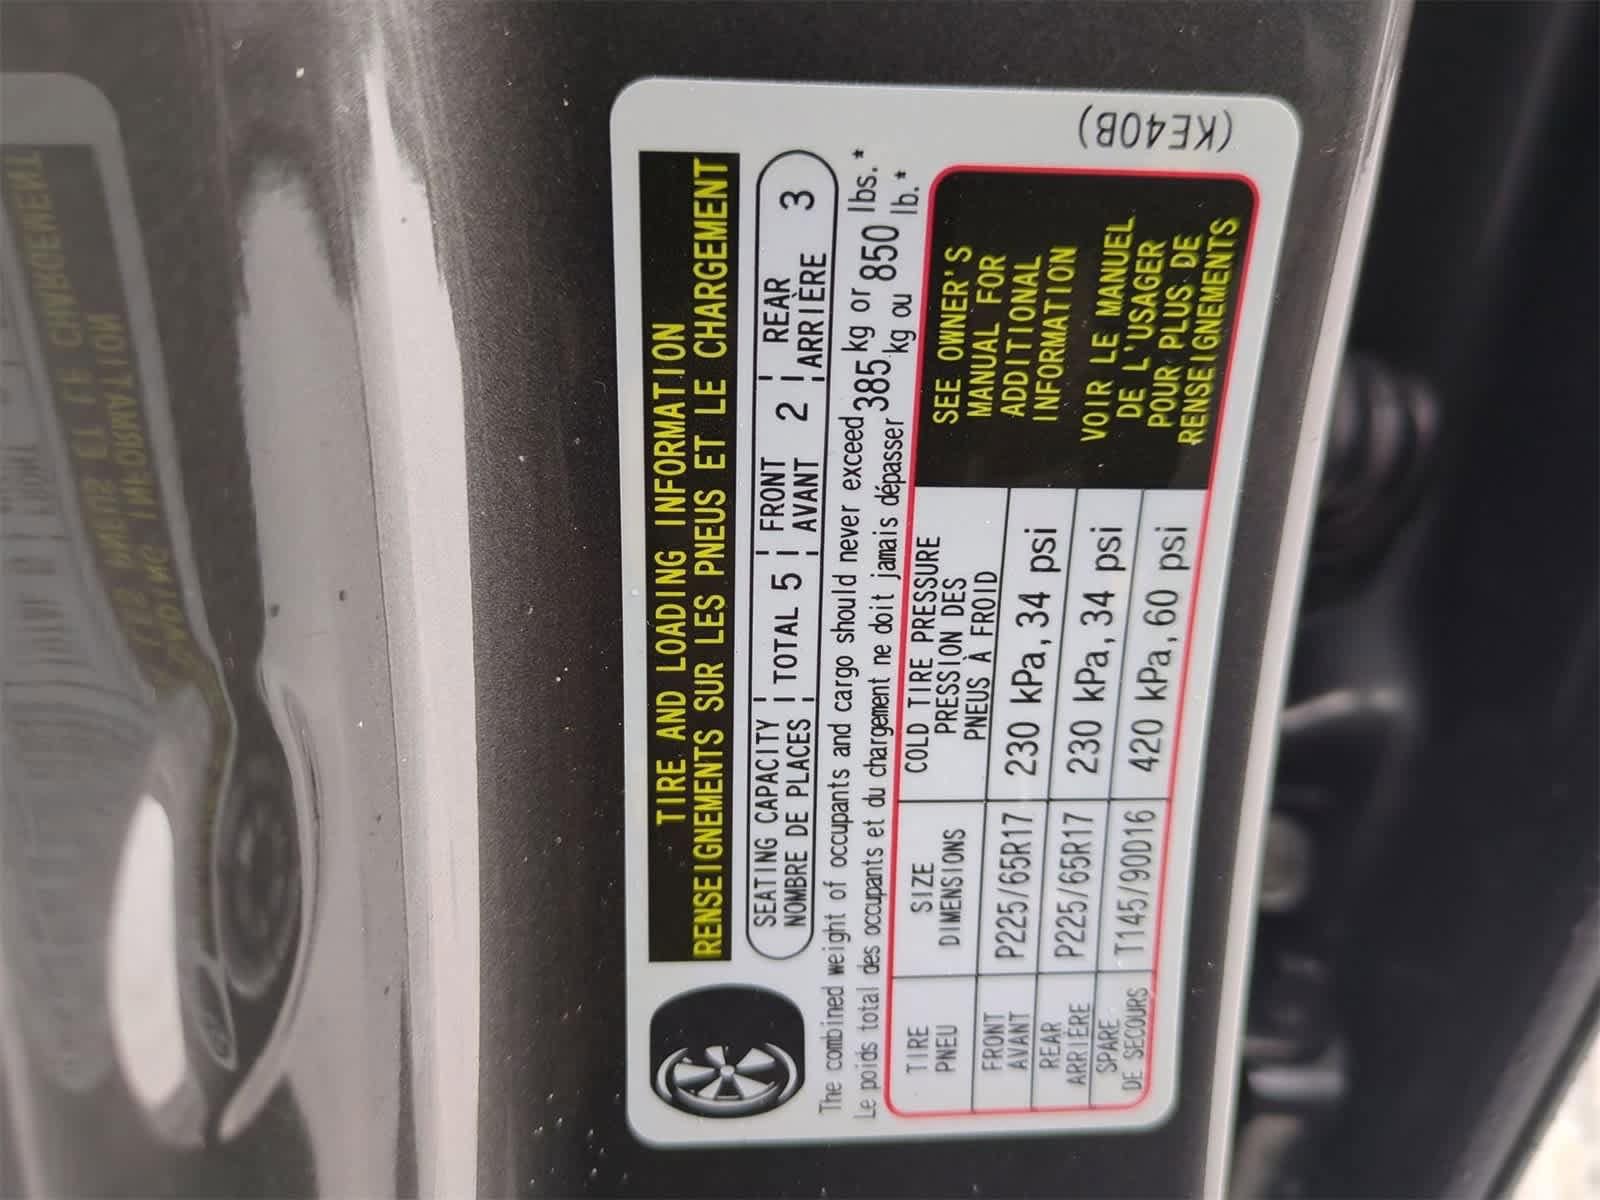 TIRE AND LOADING INFORMATION
RENSEIGNEMENTS SUR LES PNEUS ET LE CHARGEMENT
SEATING CAPACITY ¦ TOTAL 5 ¦ FRONT 2 ¦ REAR 3
NOMBRE DE PLACES ¦ AVANT ¦ ARRIÈRE
The combined weight of occupants and cargo should never exceed 385 kg or 850 lbs.*
Le poids total des occupants et du chargement ne doit jamais dépasser kg ou lb.*
TIRE SIZE COLD TIRE PRESSURE
PNEU DIMENSIONS PRESSION DES
PNEUS À FROID
FRONT P225/65R17 230 kPa, 34 psi
AVANT
REAR P225/65R17 230 kPa, 34 psi
ARRIÈRE
SPARE T145/90D16 420 kPa, 60 psi
DE SECOURS
SEE OWNER'S
MANUAL FOR
ADDITIONAL
INFORMATION
VOIR LE MANUEL
DE L'USAGER
POUR PLUS DE
RENSEIGNEMENTS
(KE40B)